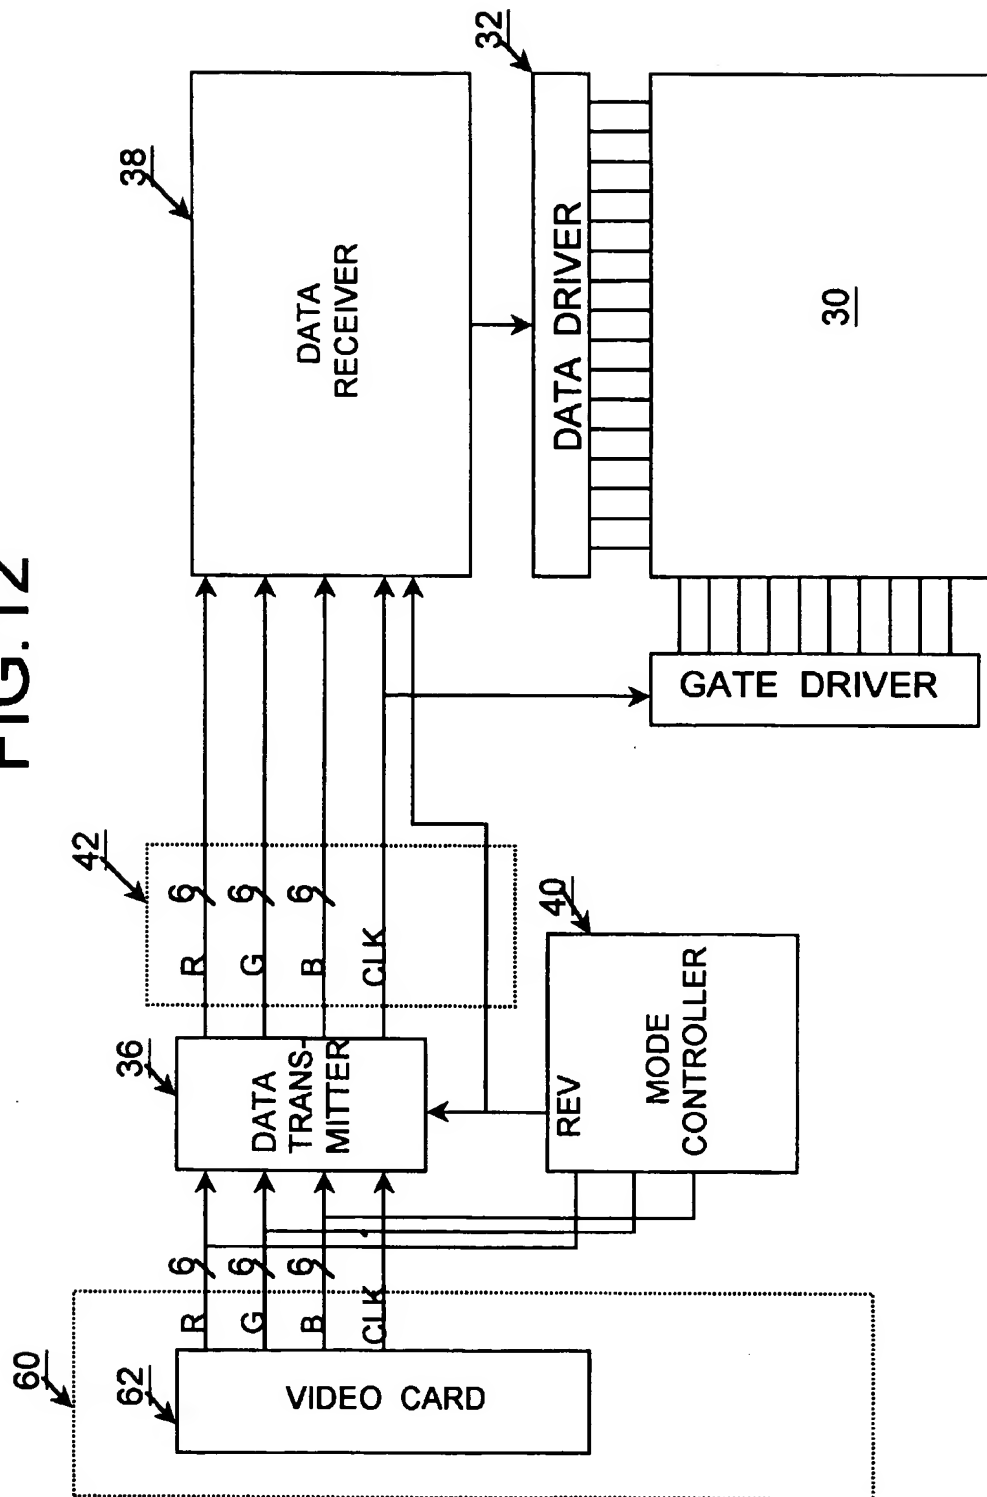 FIG.12
60
62
VIDEO CARD
R 6
G 6
B 6
CLK
36
DATA
TRANS-
MITTER
42
R 6
G 6
B 6
CLK
40
REV
MODE
CONTROLLER
38
DATA
RECEIVER
32
DATA DRIVER
GATE DRIVER
30